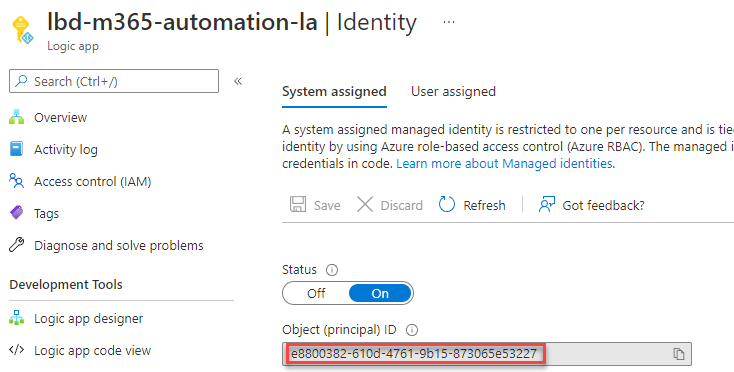 lbd-m365-automation-la | Identity ...
Logic app
Search (Ctrl+/)
«
Overview
Activity log
Access control (IAM)
Tags
Diagnose and solve problems
Development Tools
Logic app designer
Logic app code view
System assigned User assigned
A system assigned managed identity is restricted to one per resource and is tie
identity by using Azure role-based access control (Azure RBAC). The managed i
credentials in code. Learn more about Managed identities.
Save Discard Refresh Got feedback?
Status
Off On
Object (principal) ID
e8800382-610d-4761-9b15-873065e53227